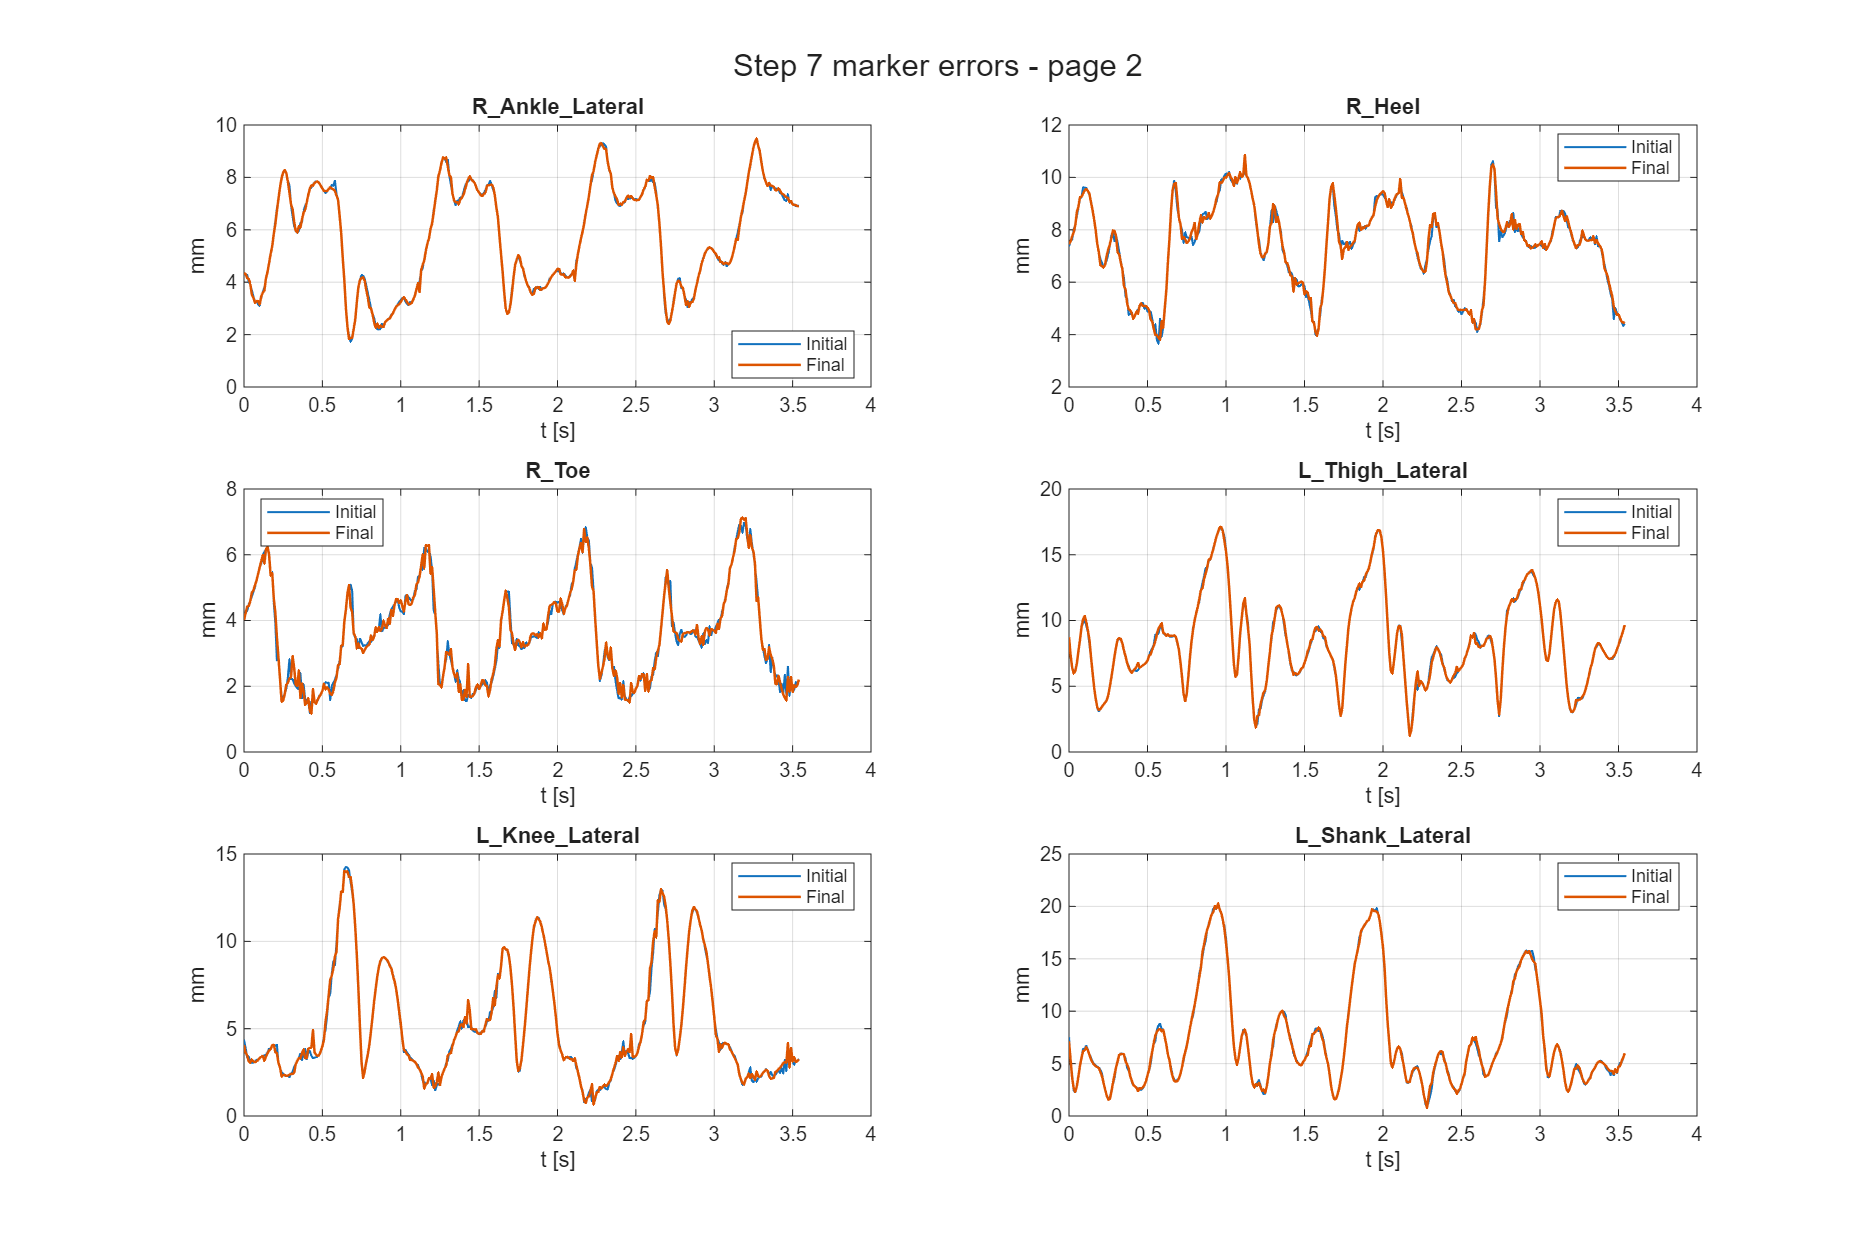 Step 7 marker errors - page 2
R_Ankle_Lateral
10
8
6
4
2
0
mm
0 0.5 1 1.5 2 2.5 3 3.5 4
t [s]
Initial
Final
R_Heel
12
10
8
6
4
2
mm
0 0.5 1 1.5 2 2.5 3 3.5 4
t [s]
Initial
Final
R_Toe
8
6
4
2
0
mm
0 0.5 1 1.5 2 2.5 3 3.5 4
t [s]
Initial
Final
L_Thigh_Lateral
20
15
10
5
0
mm
0 0.5 1 1.5 2 2.5 3 3.5 4
t [s]
Initial
Final
L_Knee_Lateral
15
10
5
0
mm
0 0.5 1 1.5 2 2.5 3 3.5 4
t [s]
Initial
Final
L_Shank_Lateral
25
20
15
10
5
0
mm
0 0.5 1 1.5 2 2.5 3 3.5 4
t [s]
Initial
Final